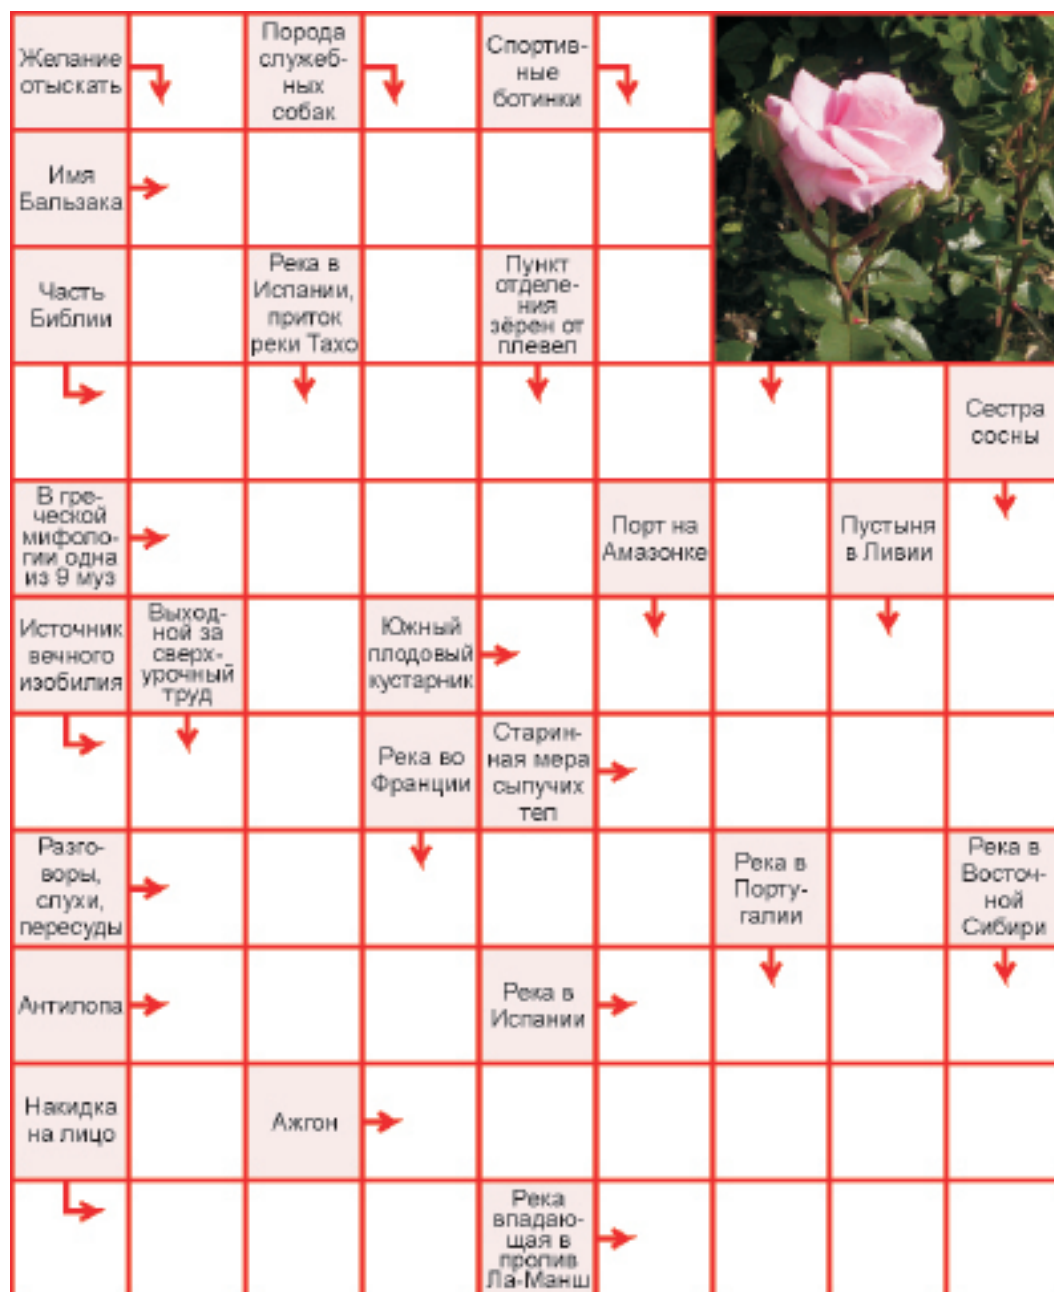 Желание
отыскать
Порода
служеб-
ных
собак
Спортив-
ные
ботинки
Имя
Бальзака
Часть
Библии
Река в
Испании,
приток
реки Тахо
Пункт
отделе-
ния
зёрен от
плевел
Сестра
сосны
В гре-
ческой
мифоло-
гии одна
из 9 муз
Порт на
Амазонке
Пустыня
в Ливии
Источник
вечного
изобилия
Выход-
ной за
сверх-
урочный
труд
Южный
плодовый
кустарник
Река во
Франции
Старин-
ная мера
сыпучих
тел
Разго-
воры,
слухи,
пересуды
Река в
Порту-
галии
Река в
Восточ-
ной
Сибири
Антилопа
Река в
Испании
Накидка
на лицо
Ажгон
Река
впадаю-
щая в
пролив
Ла-Манш